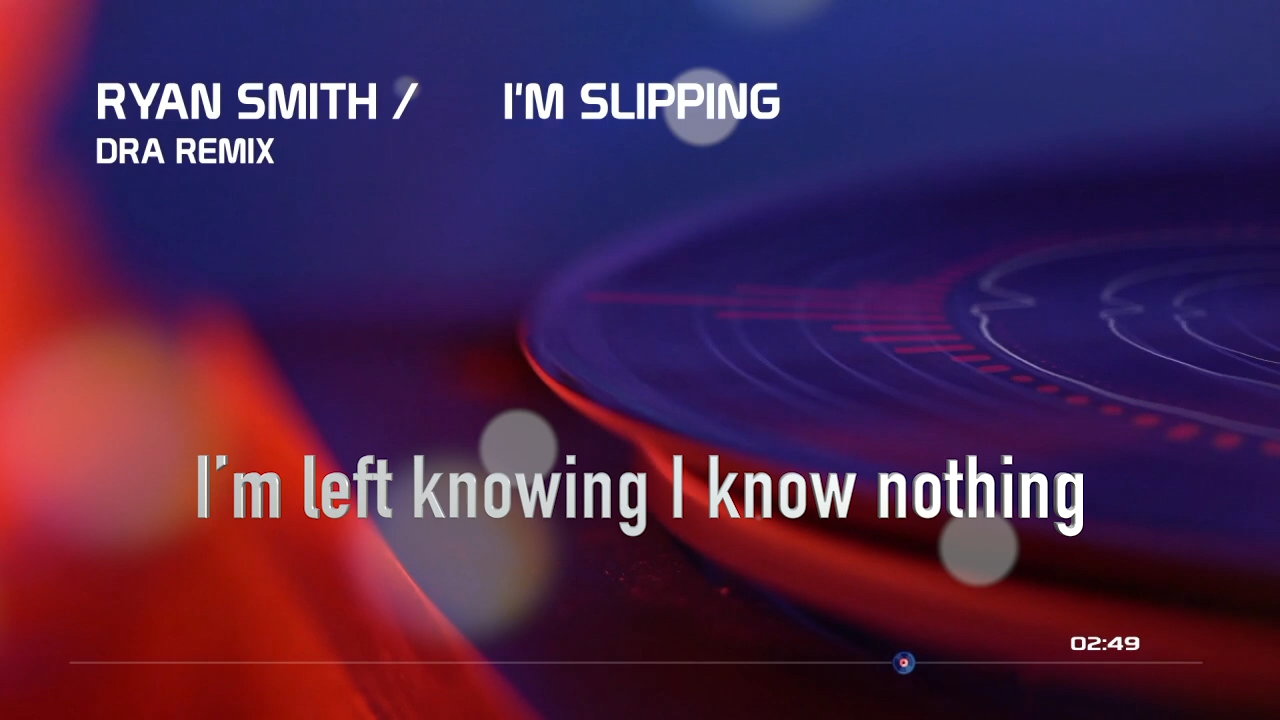 RYAN SMITH / I'M SLIPPING
DRA REMIX
I'm left knowing I know nothing
02:49